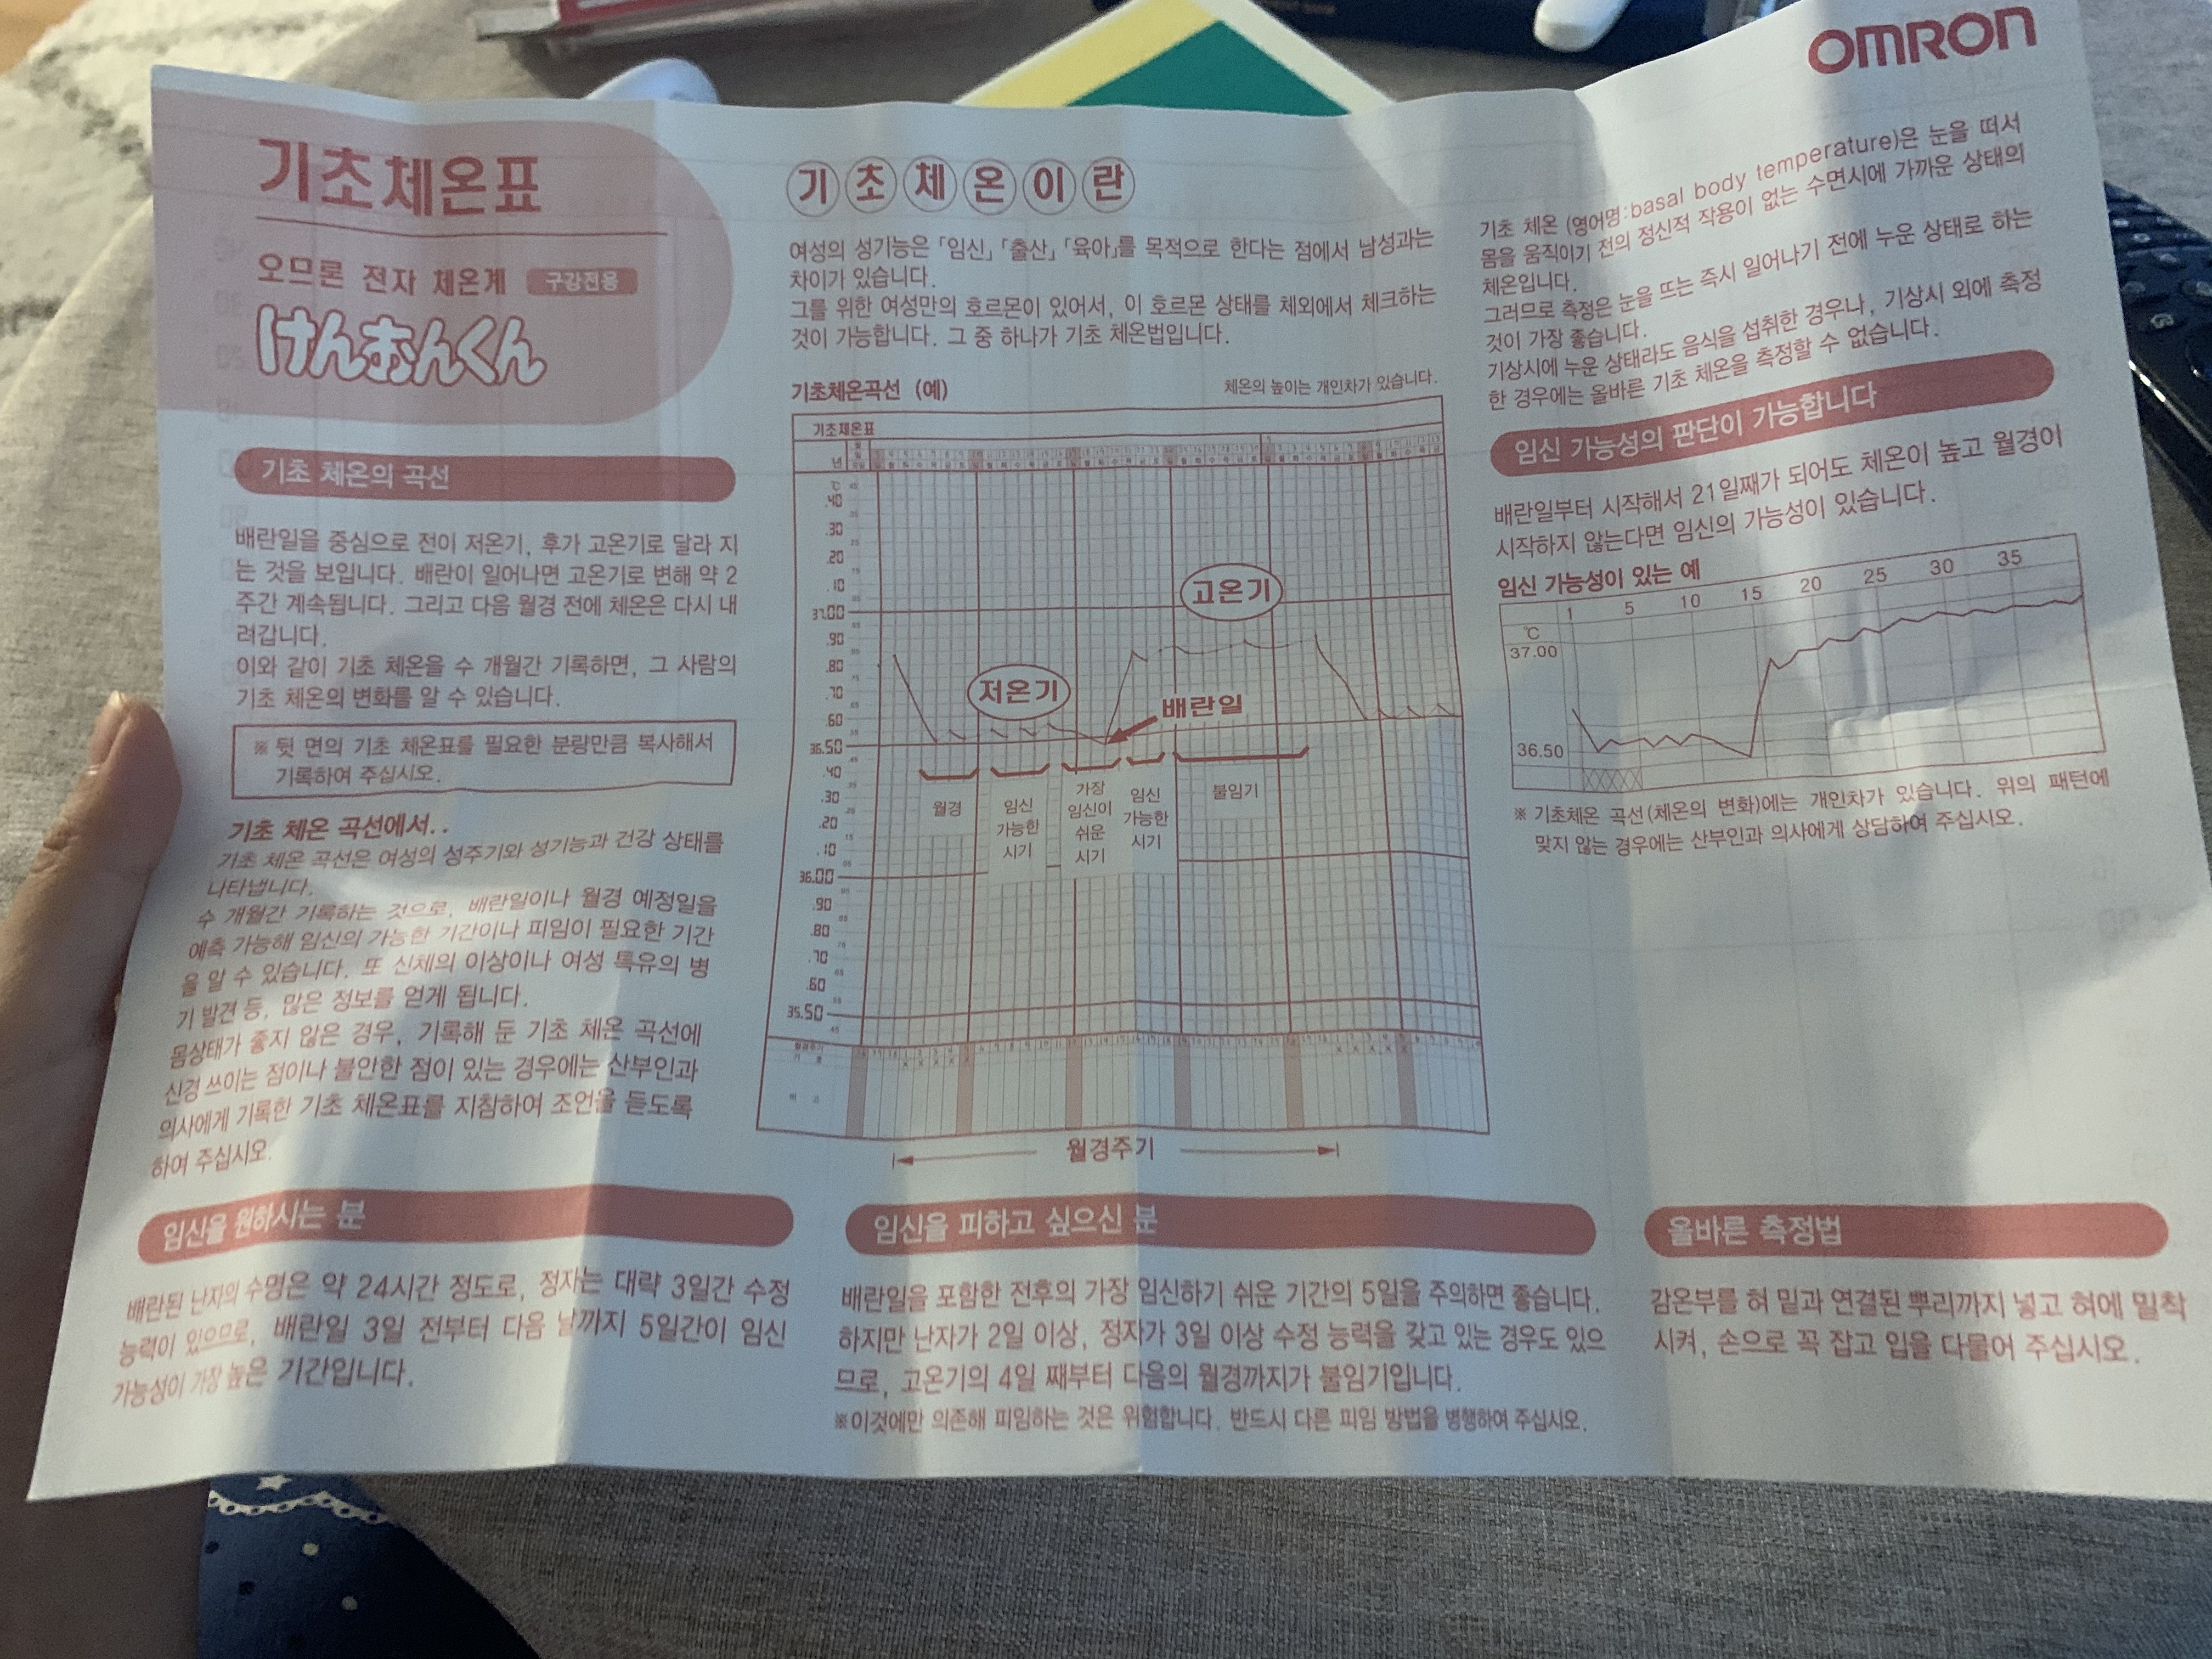 OMRON
기초체온표
오므론 전자 체온계 구강전용
けんおんくん
기초 체온의 곡선
배란일을 중심으로 전이 저온기, 후가 고온기로 달라 지
는 것을 보입니다. 배란이 일어나면 고온기로 변해 약 2
주간 계속됩니다. 그리고 다음 월경 전에 체온은 다시 내
려갑니다.
이와 같이 기초 체온을 수 개월간 기록하면, 그 사람의
기초 체온의 변화를 알 수 있습니다.
※ 뒷 면의 기초 체온표를 필요한 분량만큼 복사해서
기록하여 주십시오.
기초 체온 곡선에서..
기초 체온 곡선은 여성의 성주기와 성기능과 건강 상태를
나타냅니다.
수 개월간 기록하는 것으로, 배란일이나 월경 예정일을
예측 가능해 임신의 가능한 기간이나 피임이 필요한 기간
을 알 수 있습니다. 또 신체의 이상이나 여성 특유의 병
기 발견 등, 많은 정보를 얻게 됩니다.
몸상태가 좋지 않은 경우, 기록해 둔 기초 체온 곡선에
신경 쓰이는 점이나 불안한 점이 있는 경우에는 산부인과
의사에게 기록한 기초 체온표를 지침하여 조언을 듣도록
하여 주십시오.
기초체온이란
여성의 성기능은 「임신」 「출산」 「육아」를 목적으로 한다는 점에서 남성과는
차이가 있습니다.
그를 위한 여성만의 호르몬이 있어서, 이 호르몬 상태를 체외에서 체크하는
것이 가능합니다. 그 중 하나가 기초 체온법입니다.
기초체온곡선 (예) 체온의 높이는 개인차가 있습니다.
기초체온표
년
℃
.40
.30
.20
.10
37.00
.90
.80
.70
.60
36.50
.40
.30
.20
.10
36.00
.90
.80
.70
.60
35.50
고온기
저온기
배란일
월경
임신
가능한
시기
가장
임신이
쉬운
시기
임신
가능한
시기
불임기
월경주기
기초 체온 (영어명:basal body temperature)은 눈을 떠서
몸을 움직이기 전의 정신적 작용이 없는 수면시에 가까운 상태의
체온입니다.
그러므로 측정은 눈을 뜨는 즉시 일어나기 전에 누운 상태로 하는
것이 가장 좋습니다.
기상시에 누운 상태라도 음식을 섭취한 경우나, 기상시 외에 측정
한 경우에는 올바른 기초 체온을 측정할 수 없습니다.
임신 가능성의 판단이 가능합니다
배란일부터 시작해서 21일째가 되어도 체온이 높고 월경이
시작하지 않는다면 임신의 가능성이 있습니다.
임신 가능성이 있는 예
1 5 10 15 20 25 30 35
℃
37.00
36.50
※ 기초체온 곡선(체온의 변화)에는 개인차가 있습니다. 위의 패턴에
맞지 않는 경우에는 산부인과 의사에게 상담하여 주십시오.
임신을 원하시는 분
배란된 난자의 수명은 약 24시간 정도로, 정자는 대략 3일간 수정
능력이 있으므로, 배란일 3일 전부터 다음 날까지 5일간이 임신
가능성이 가장 높은 기간입니다.
임신을 피하고 싶으신 분
배란일을 포함한 전후의 가장 임신하기 쉬운 기간의 5일을 주의하면 좋습니다.
하지만 난자가 2일 이상, 정자가 3일 이상 수정 능력을 갖고 있는 경우도 있으
므로, 고온기의 4일 째부터 다음의 월경까지가 불임기입니다.
※이것에만 의존해 피임하는 것은 위험합니다. 반드시 다른 피임 방법을 병행하여 주십시오.
올바른 측정법
감온부를 혀 밑과 연결된 뿌리까지 넣고 혀에 밀착
시켜, 손으로 꼭 잡고 입을 다물어 주십시오.